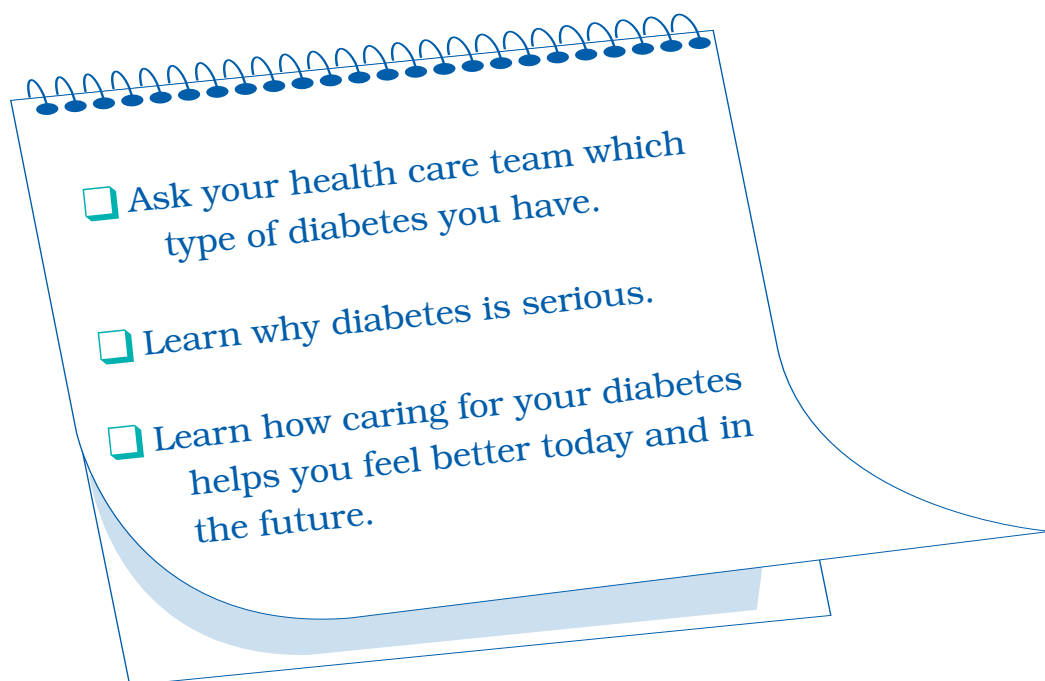 Ask your health care team which
type of diabetes you have.
Learn why diabetes is serious.
Learn how caring for your diabetes
helps you feel better today and in
the future.